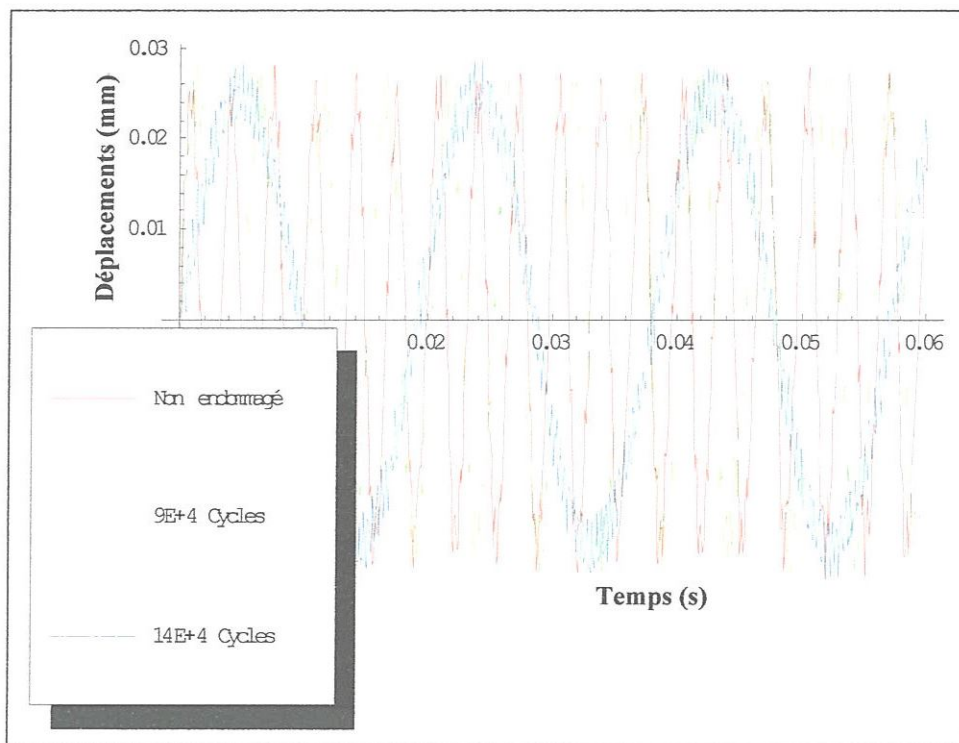 0.03
0.02
0.01
Déplacements (mm)
0.02
0.03
0.04
0.05
0.06
Temps (s)
Non endommagé
9E+4 Cycles
14E+4 Cycles